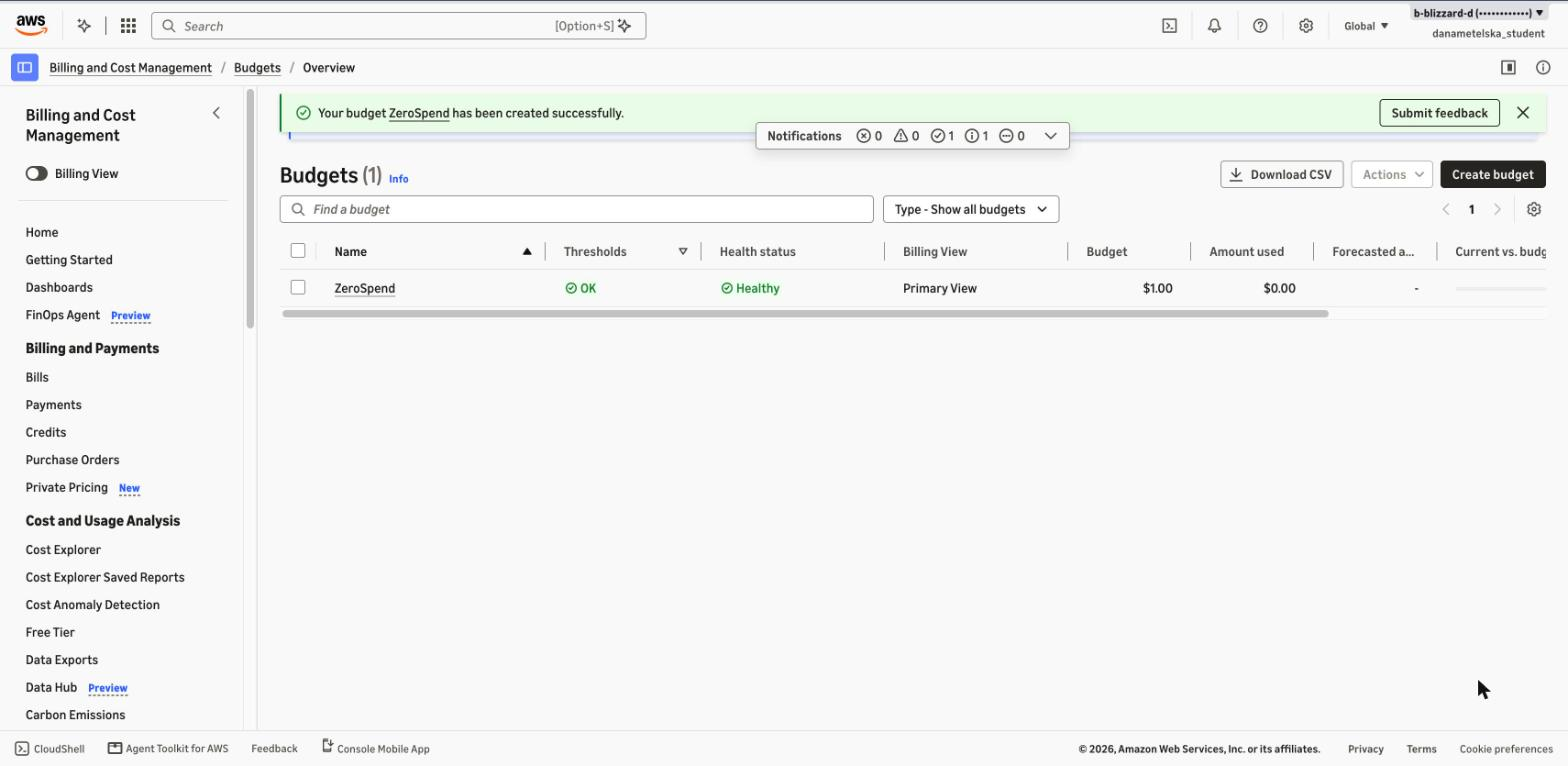 aws
Search [Option+S]
Global
b-blizzard-d (••••••••••••)
danametelska_student
Billing and Cost Management / Budgets / Overview
Billing and Cost Management
Billing View
Home
Getting Started
Dashboards
FinOps Agent Preview
Billing and Payments
Bills
Payments
Credits
Purchase Orders
Private Pricing New
Cost and Usage Analysis
Cost Explorer
Cost Explorer Saved Reports
Cost Anomaly Detection
Free Tier
Data Exports
Data Hub Preview
Carbon Emissions
Your budget ZeroSpend has been created successfully.
Submit feedback
Notifications 0 0 1 1 0
Budgets (1) Info
Download CSV
Actions
Create budget
Find a budget
Type - Show all budgets
1
Name Thresholds Health status Billing View Budget Amount used Forecasted a... Current vs. budg
ZeroSpend OK Healthy Primary View $1.00 $0.00 -
CloudShell Agent Toolkit for AWS Feedback Console Mobile App
© 2026, Amazon Web Services, Inc. or its affiliates. Privacy Terms Cookie preferences